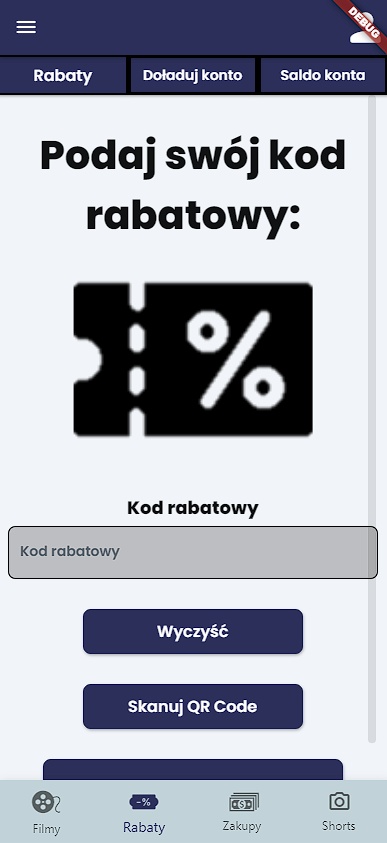 DEBUG
Rabaty
Doładuj konto
Saldo konta
Podaj swój kod
rabatowy:
%
Kod rabatowy
Kod rabatowy
Wyczyść
Skanuj QR Code
-%
$
Filmy
Rabaty
Zakupy
Shorts